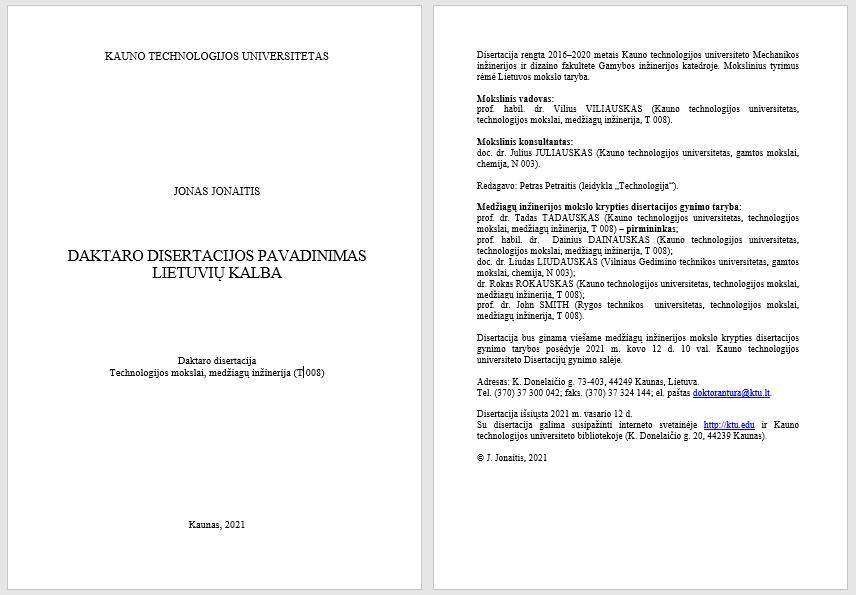 KAUNO TECHNOLOGIJOS UNIVERSITETAS
JONAS JONAITIS
DAKTARO DISERTACIJOS PAVADINIMAS
LIETUVIŲ KALBA
Daktaro disertacija
Technologijos mokslai, medžiagų inžinerija (T 008)
Kaunas, 2021
Disertacija rengta 2016–2020 metais Kauno technologijos universiteto Mechanikos
inžinerijos ir dizaino fakultete Gamybos inžinerijos katedroje. Mokslinius tyrimus
rėmė Lietuvos mokslo taryba.
Mokslinis vadovas:
prof. habil. dr. Vilius VILIAUSKAS (Kauno technologijos universitetas,
technologijos mokslai, medžiagų inžinerija, T 008).
Mokslinis konsultantas:
doc. dr. Julius JULIAUSKAS (Kauno technologijos universitetas, gamtos mokslai,
chemija, N 003).
Redagavo: Petras Petraitis (leidykla „Technologija“).
Medžiagų inžinerijos mokslo krypties disertacijos gynimo taryba:
prof. dr. Tadas TADAUSKAS (Kauno technologijos universitetas, technologijos
mokslai, medžiagų inžinerija, T 008) – pirmininkas;
prof. habil. dr. Dainius DAINAUSKAS (Kauno technologijos universitetas,
technologijos mokslai, medžiagų inžinerija, T 008);
doc. dr. Liudas LIUDAUSKAS (Vilniaus Gedimino technikos universitetas, gamtos
mokslai, chemija, N 003);
dr. Rokas ROKAUSKAS (Kauno technologijos universitetas, technologijos mokslai,
medžiagų inžinerija, T 008);
prof. dr. John SMITH (Rygos technikos universitetas, technologijos mokslai,
medžiagų inžinerija, T 008).
Disertacija bus ginama viešame medžiagų inžinerijos mokslo krypties disertacijos
gynimo tarybos posėdyje 2021 m. kovo 12 d. 10 val. Kauno technologijos
universiteto Disertacijų gynimo salėje.
Adresas: K. Donelaičio g. 73-403, 44249 Kaunas, Lietuva.
Tel. (370) 37 300 042; faks. (370) 37 324 144; el. paštas doktorantura@ktu.lt.
Disertacija išsiųsta 2021 m. vasario 12 d.
Su disertacija galima susipažinti interneto svetainėje http://ktu.edu ir Kauno
technologijos universiteto bibliotekoje (K. Donelaičio g. 20, 44239 Kaunas).
© J. Jonaitis, 2021